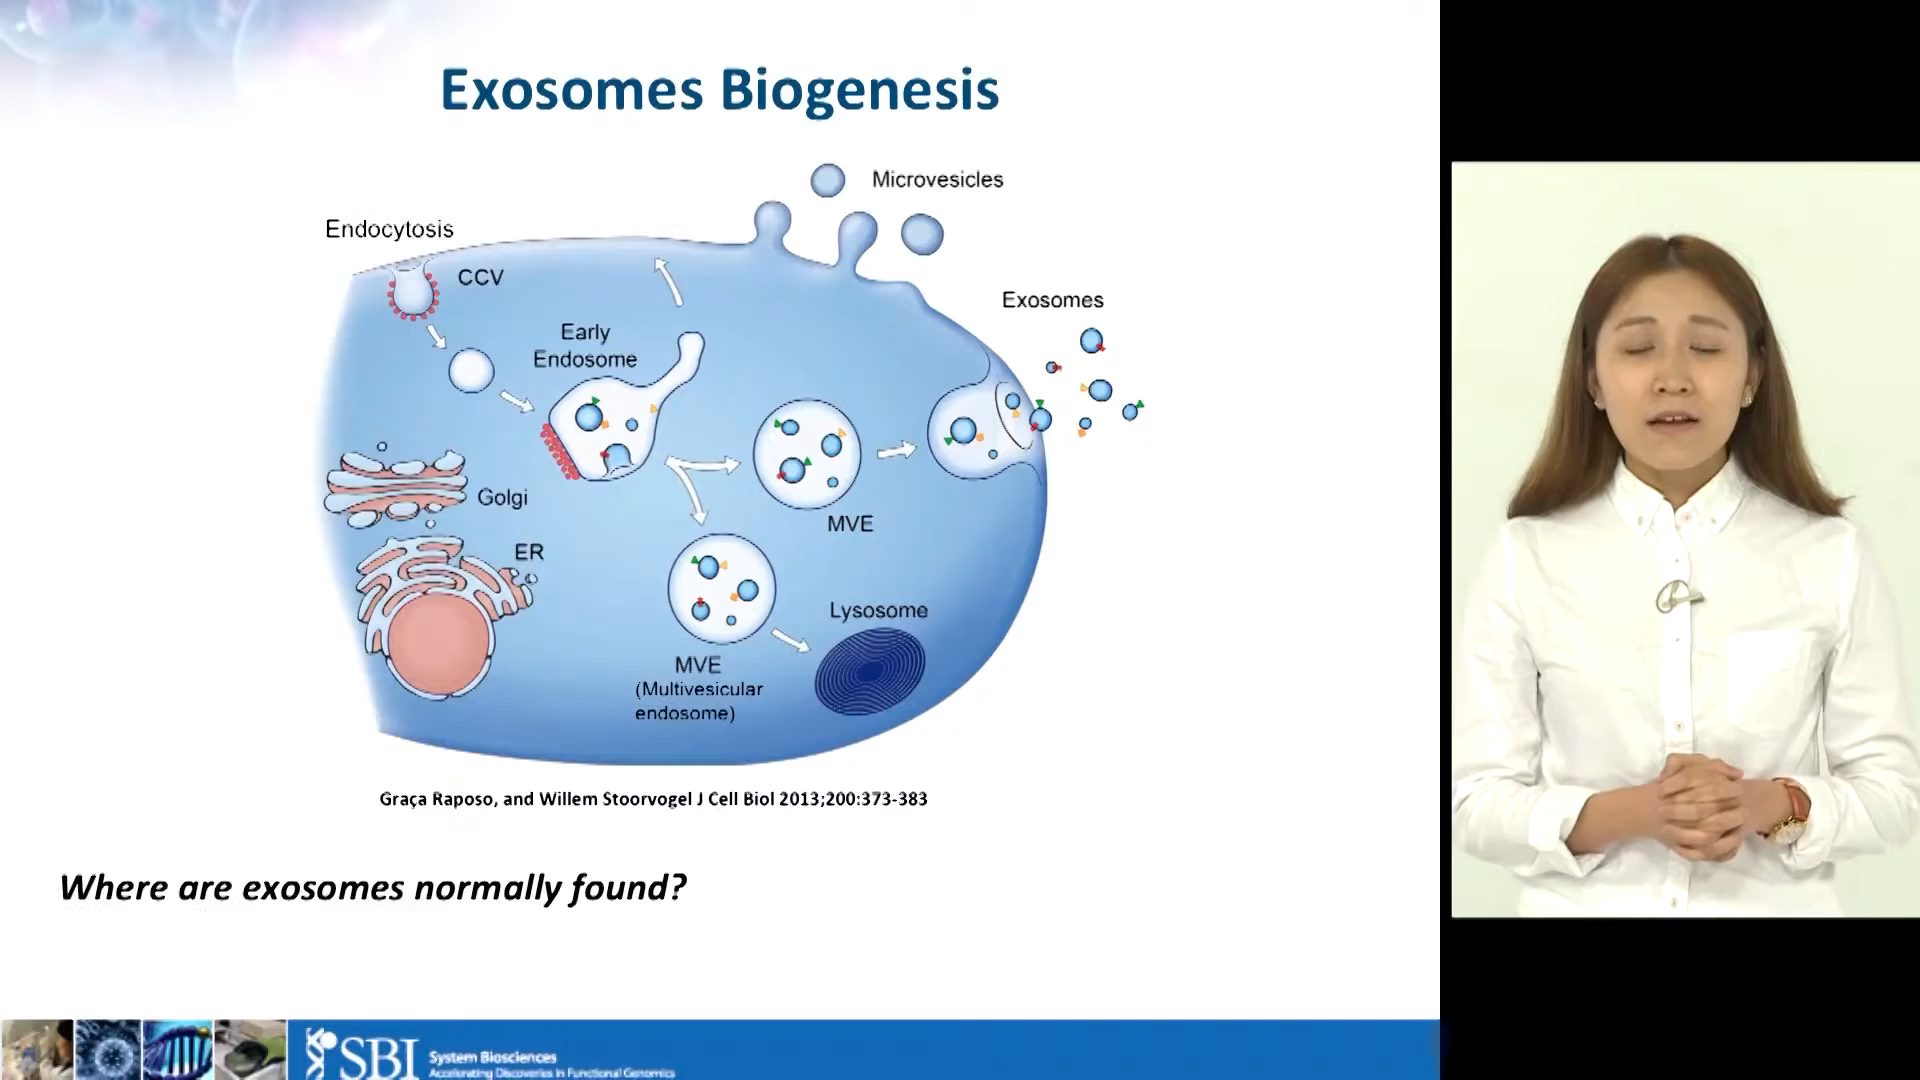 Exosomes Biogenesis
Microvesicles
Endocytosis
CCV
Exosomes
Early
Endosome
Golgi
MVE
ER
Lysosome
MVE
(Multivesicular
endosome)
Graça Raposo, and Willem Stoorvogel J Cell Biol 2013;200:373-383
Where are exosomes normally found?
SBI
System Biosciences
Accelerating Discoveries in Functional Genomics